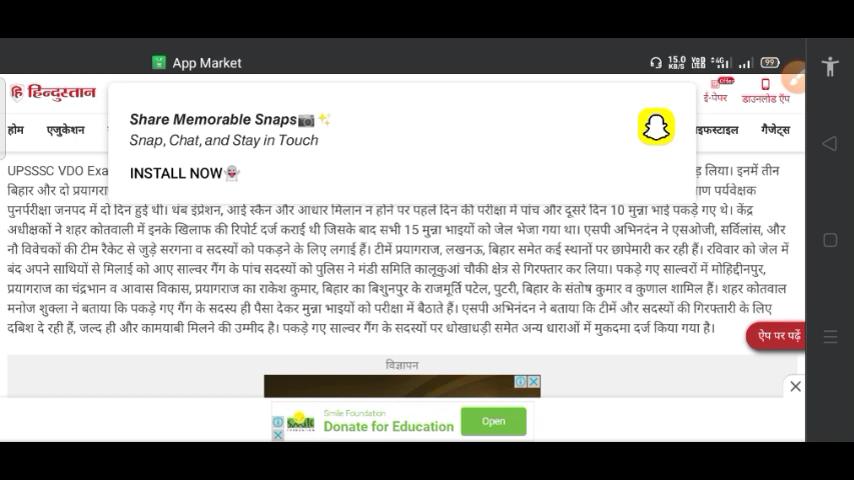 App Market
15.0 KB/S 4G 99
हिन्दुस्तान
ई-पेपर
डाउनलोड ऐप
Share Memorable Snaps📷✨
Snap, Chat, and Stay in Touch
INSTALL NOW👻
होम एजुकेशन
इफस्टाइल गैजेट्स
UPSSSC VDO Exa
ड़ लिया। इनमें तीन
बिहार और दो प्रयागरा
ाण पर्यवेक्षक
पुनर्परीक्षा जनपद में दो दिन हुई थी। थंब इंप्रेशन, आई स्कैन और आधार मिलान न होने पर पहले दिन की परीक्षा में पांच और दूसरे दिन 10 मुन्ना भाई पकड़े गए थे। केंद्र
अधीक्षकों ने शहर कोतवाली में इनके खिलाफ की रिपोर्ट दर्ज कराई थी जिसके बाद सभी 15 मुन्ना भाइयों को जेल भेजा गया था। एसपी अभिनंदन ने एसओजी, सर्विलांस, और
नौ विवेचकों की टीम रैकेट से जुड़े सरगना व सदस्यों को पकड़ने के लिए लगाई हैं। टीमें प्रयागराज, लखनऊ, बिहार समेत कई स्थानों पर छापेमारी कर रही हैं। रविवार को जेल में
बंद अपने साथियों से मिलाई को आए साल्वर गैंग के पांच सदस्यों को पुलिस ने मंडी समिति कालूकुआं चौकी क्षेत्र से गिरफ्तार कर लिया। पकड़े गए साल्वरों में मोहिद्दीनपुर,
प्रयागराज का चंद्रभान व आवास विकास, प्रयागराज का राकेश कुमार, बिहार का बिशुनपुर के राजमूर्ति पटेल, पुटरी, बिहार के संतोष कुमार व कुणाल शामिल हैं। शहर कोतवाल
मनोज शुक्ला ने बताया कि पकड़े गए गैंग के सदस्य ही पैसा देकर मुन्ना भाइयों को परीक्षा में बैठाते हैं। एसपी अभिनंदन ने बताया कि टीमें और सदस्यों की गिरफ्तारी के लिए
दबिश दे रही हैं, जल्द ही और कामयाबी मिलने की उम्मीद है। पकड़े गए साल्वर गैंग के सदस्यों पर धोखाधड़ी समेत अन्य धाराओं में मुकदमा दर्ज किया गया है।
ऐप पर पढ़ें
विज्ञापन
Smile Foundation
Donate for Education
Open